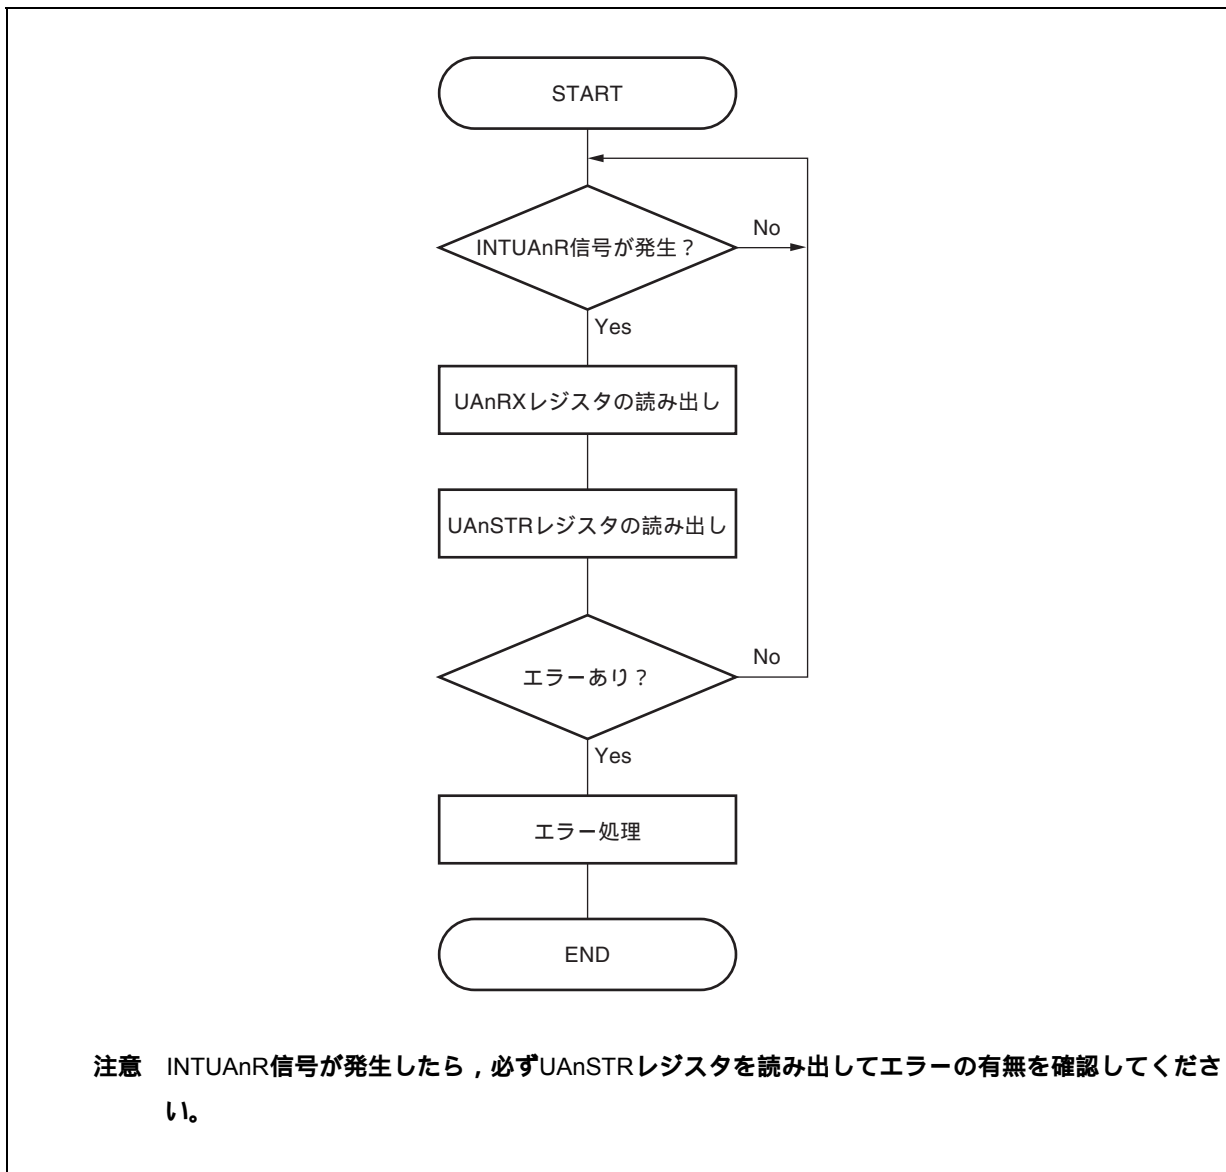 START
INTUAnR信号が発生？
No
Yes
UAnRXレジスタの読み出し
UAnSTRレジスタの読み出し
エラーあり？
No
Yes
エラー処理
END
注意　INTUAnR信号が発生したら，必ずUAnSTRレジスタを読み出してエラーの有無を確認してくださ
い。